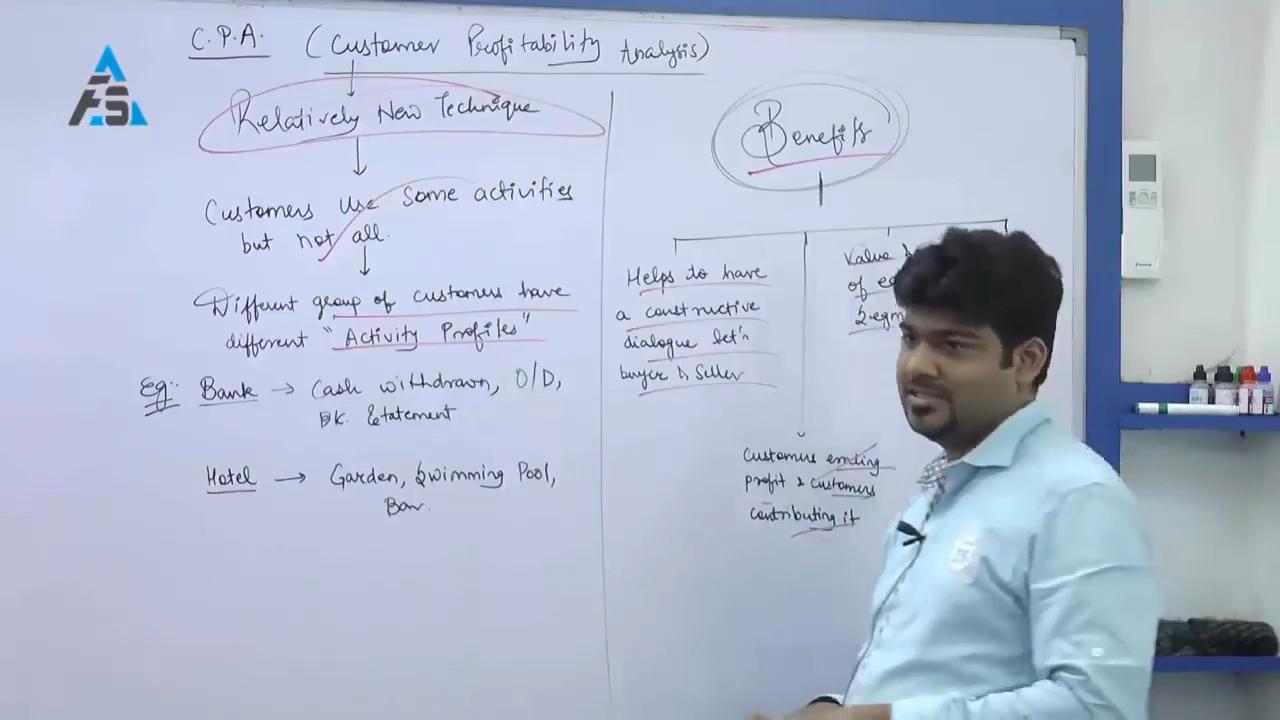 C.P.A. (Customer Profitability Analysis)
Relatively New Technique
Customers Use Some activities
but not all.
Different group of customers have
different "Activity Profiles"
Eg:- Bank → Cash withdrawn, O/D,
BK. Statement
Hotel → Garden, Swimming Pool,
Bar.
Benefits
Helps to have
a constructive
dialogue bet'n
buyer & Seller
Customers eroding
profit & customers
contributing it
Value
of
AFS